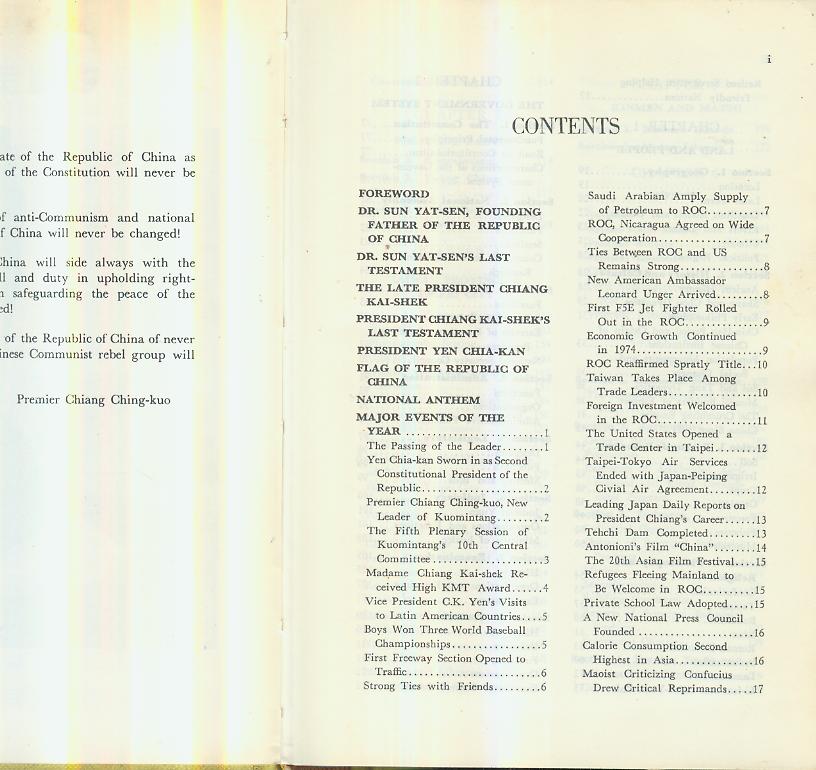 ate of the Republic of China as
of the Constitution will never be
f anti-Communism and national
f China will never be changed!
China will side always with the
ll and duty in upholding right-
n safeguarding the peace of the
ed!
of the Republic of China of never
inese Communist rebel group will
Premier Chiang Ching-kuo
i
CONTENTS
FOREWORD
DR. SUN YAT-SEN, FOUNDING
FATHER OF THE REPUBLIC
OF CHINA
DR. SUN YAT-SEN'S LAST
TESTAMENT
THE LATE PRESIDENT CHIANG
KAI-SHEK
PRESIDENT CHIANG KAI-SHEK'S
LAST TESTAMENT
PRESIDENT YEN CHIA-KAN
FLAG OF THE REPUBLIC OF
CHINA
NATIONAL ANTHEM
MAJOR EVENTS OF THE
YEAR .........................1
The Passing of the Leader........1
Yen Chia-kan Sworn in as Second
Constitutional President of the
Republic.......................2
Premier Chiang Ching-kuo, New
Leader of Kuomintang.........2
The Fifth Plenary Session of
Kuomintang's 10th Central
Committee ....................3
Madame Chiang Kai-shek Re-
ceived High KMT Award......4
Vice President C.K. Yen's Visits
to Latin American Countries....5
Boys Won Three World Baseball
Championships.................5
First Freeway Section Opened to
Traffic.........................6
Strong Ties with Friends.........6
Saudi Arabian Amply Supply
of Petroleum to ROC...........7
ROC, Nicaragua Agreed on Wide
Cooperation....................7
Ties Between ROC and US
Remains Strong................8
New American Ambassador
Leonard Unger Arrived.........8
First F5E Jet Fighter Rolled
Out in the ROC...............9
Economic Growth Continued
in 1974........................9
ROC Reaffirmed Spratly Title...10
Taiwan Takes Place Among
Trade Leaders.................10
Foreign Investment Welcomed
in the ROC...................11
The United States Opened a
Trade Center in Taipei........12
Taipei-Tokyo Air Services
Ended with Japan-Peiping
Civial Air Agreement.........12
Leading Japan Daily Reports on
President Chiang's Career......13
Tehchi Dam Completed.........13
Antonioni's Film "China"........14
The 20th Asian Film Festival....15
Refugees Fleeing Mainland to
Be Welcome in ROC..........15
Private School Law Adopted.....15
A New National Press Council
Founded ......................16
Calorie Consumption Second
Highest in Asia...............16
Maoist Criticizing Confucius
Drew Critical Reprimands.....17